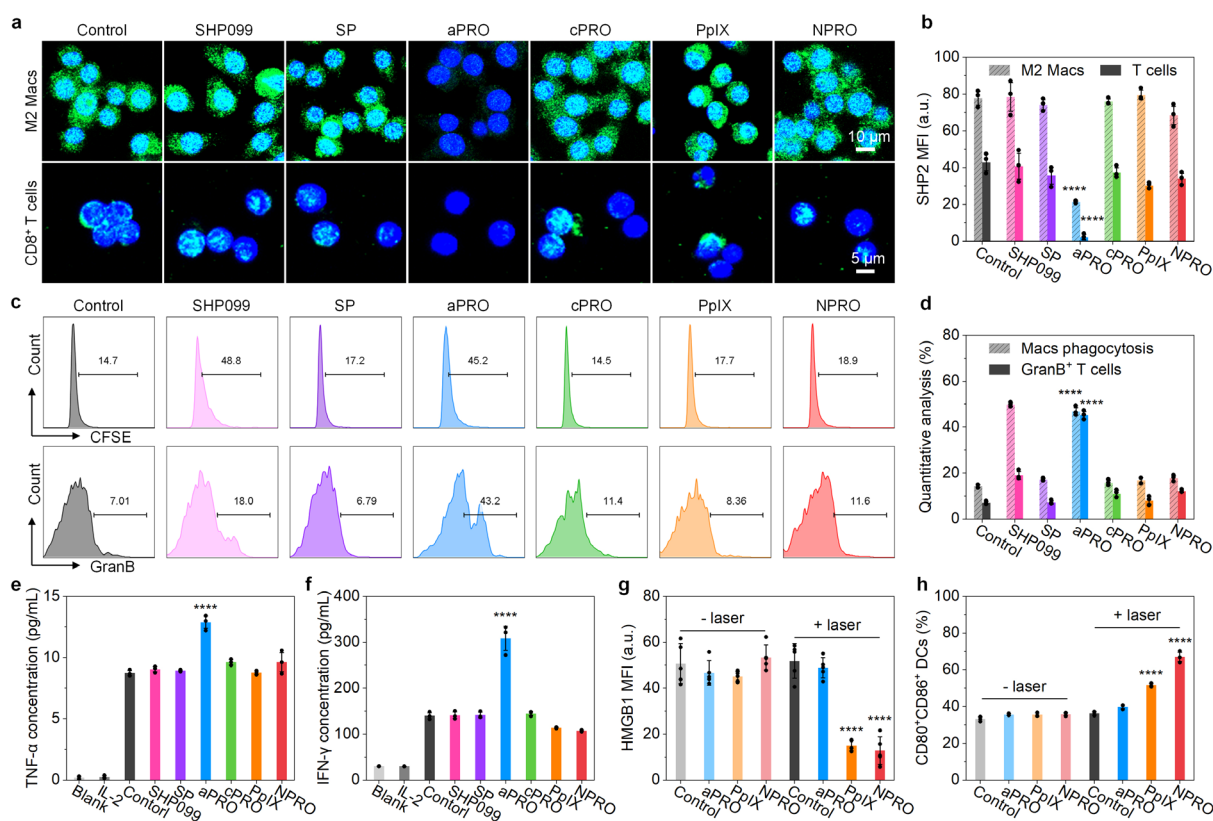 a
Control SHP099 SP aPRO cPRO PpIX NPRO
M2 Macs
10 μm
CD8+ T cells
5 μm
b
SHP2 MFI (a.u.)
100
80
60
40
20
0
M2 Macs T cells
****
****
Control SHP099 SP aPRO cPRO PpIX NPRO
c
Control SHP099 SP aPRO cPRO PpIX NPRO
Count
14.7 48.8 17.2 45.2 14.5 17.7 18.9
CFSE
Count
7.01 18.0 6.79 43.2 11.4 8.36 11.6
GranB
d
Quantitative analysis (%)
80
60
40
20
0
Macs phagocytosis
GranB+ T cells
**** ****
Control SHP099 SP aPRO cPRO PpIX NPRO
e
TNF-α concentration (pg/mL)
15
10
5
0
****
Blank IL-2 Contorl SHP099 SP aPRO cPRO PpIX NPRO
f
IFN-γ concentration (pg/mL)
400
300
200
100
0
****
Blank IL-2 Contorl SHP099 SP aPRO cPRO PpIX NPRO
g
HMGB1 MFI (a.u.)
80
60
40
20
0
- laser
+ laser
**** ****
Control aPRO PpIX NPRO Control aPRO PpIX NPRO
h
CD80+CD86+ DCs (%)
100
80
60
40
20
0
- laser
+ laser
****
****
Control aPRO PpIX NPRO Control aPRO PpIX NPRO